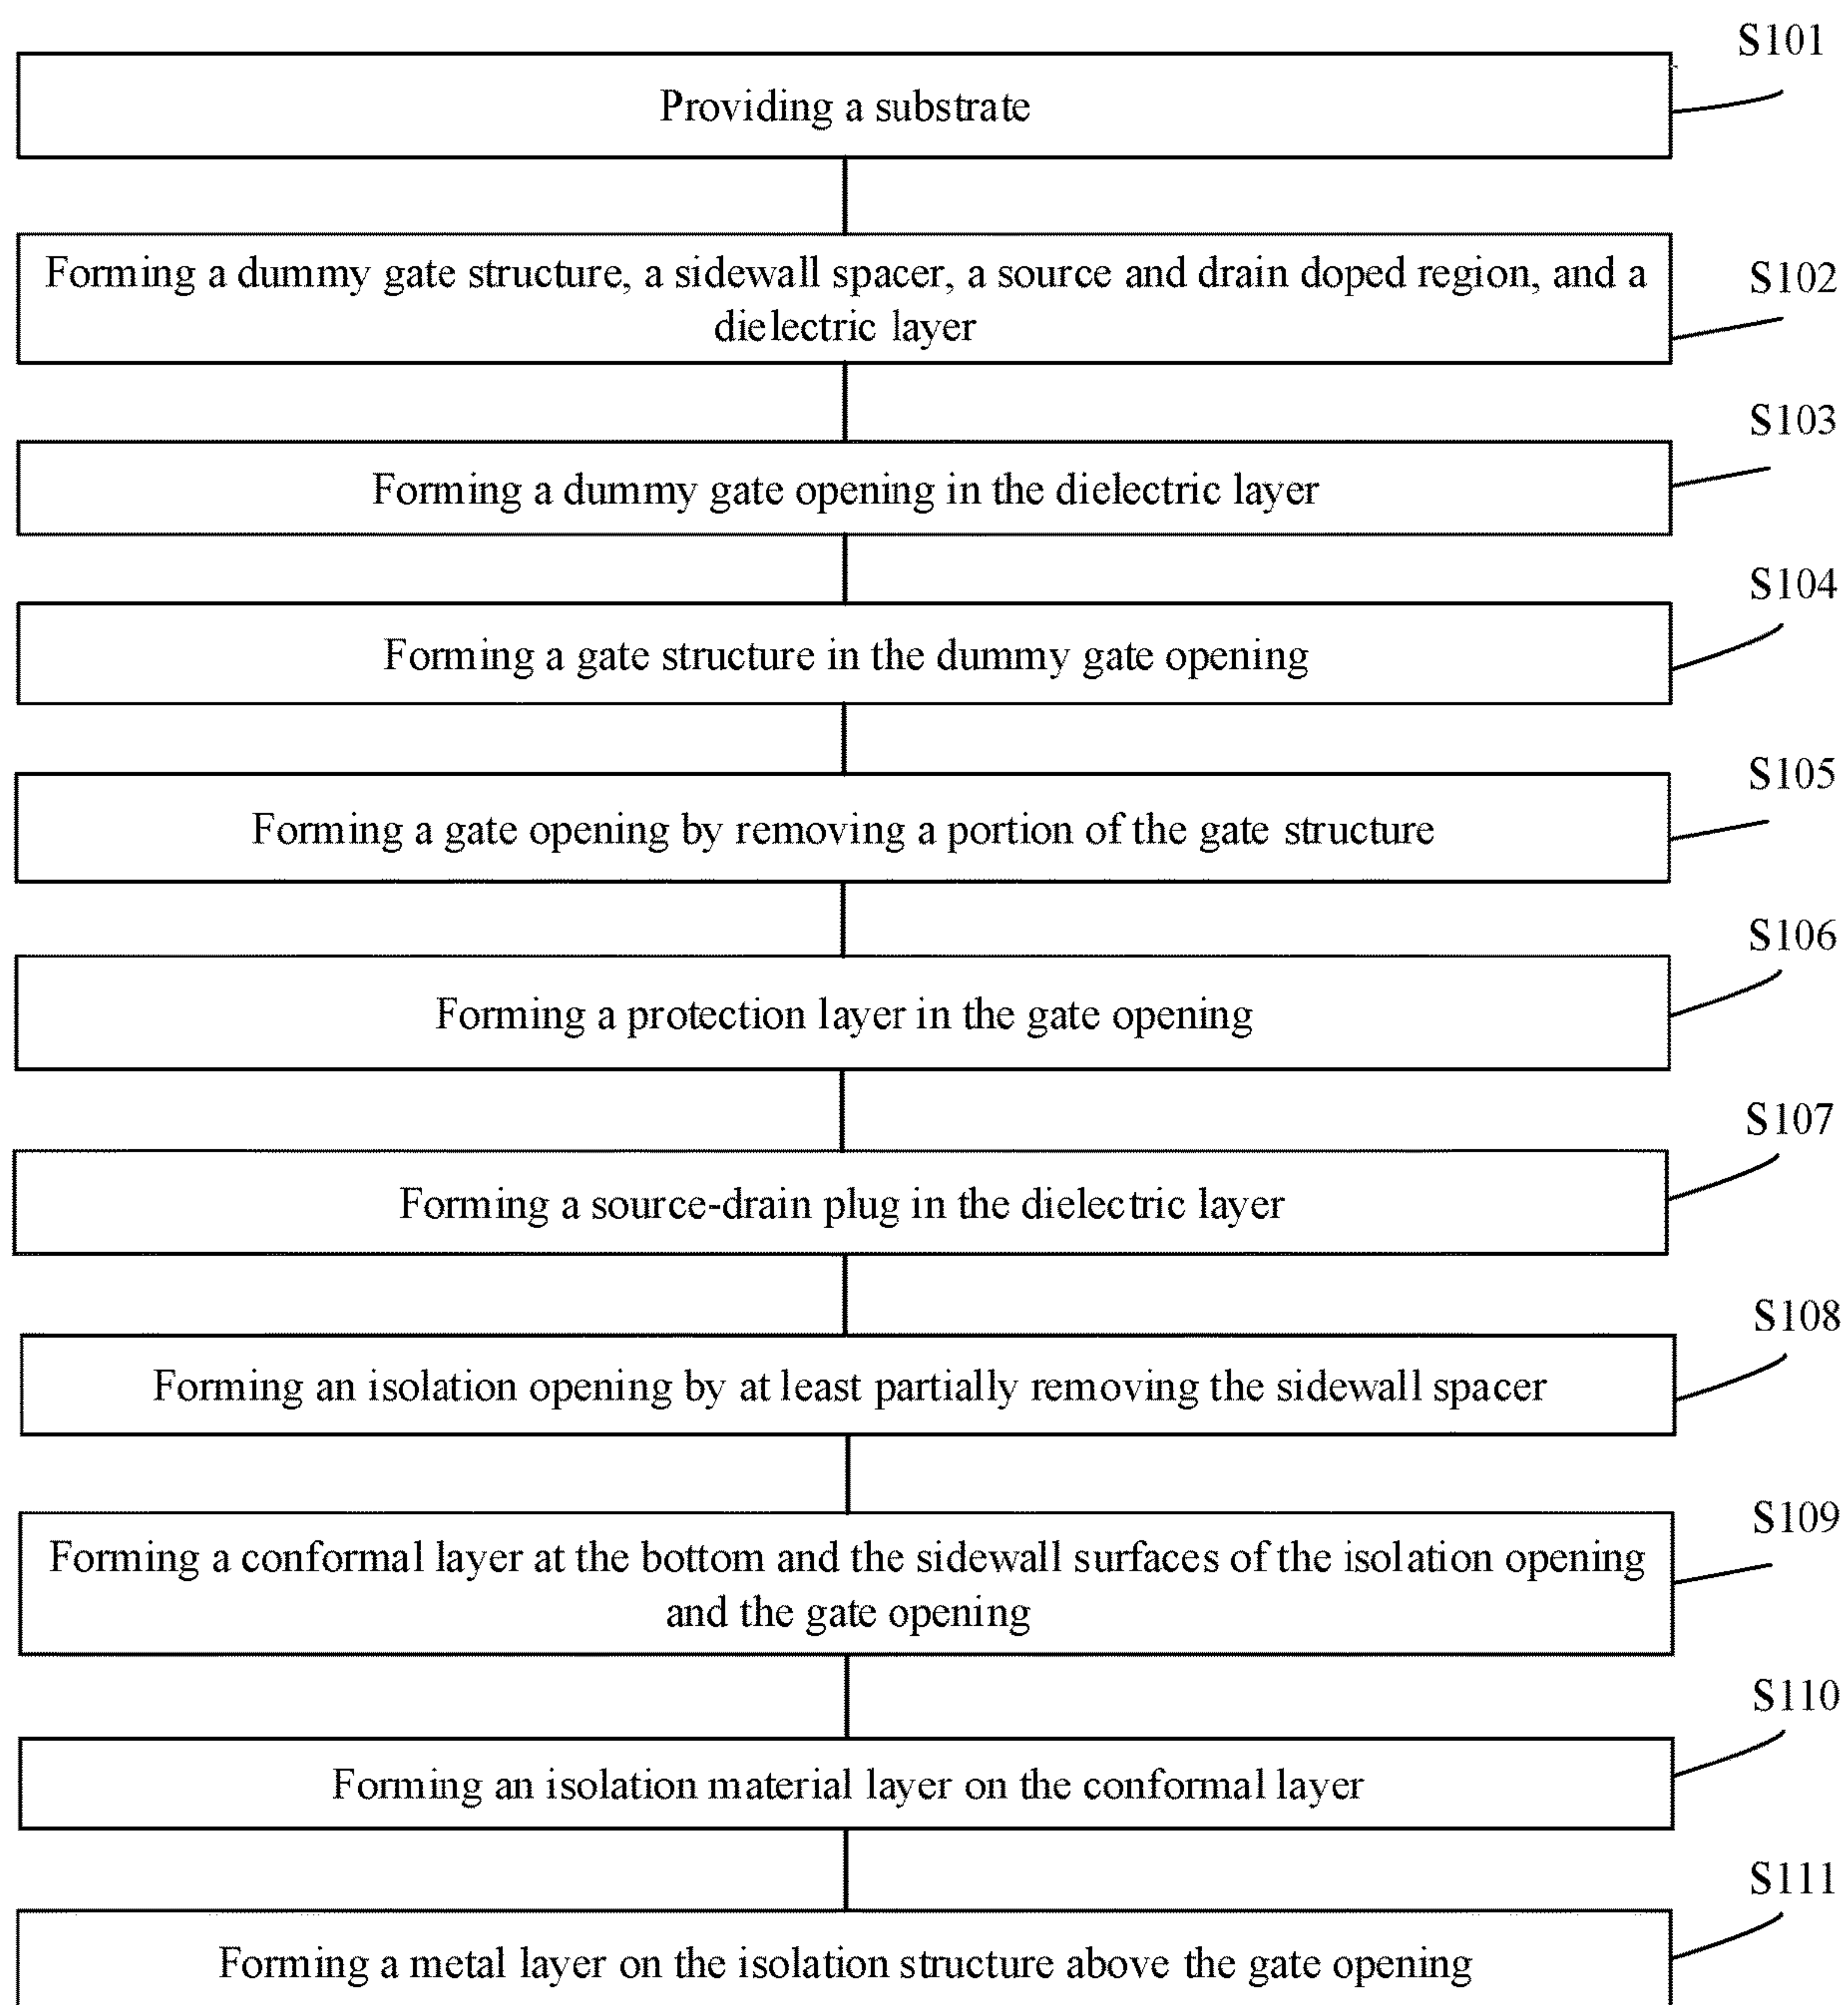 S101
Providing a substrate
Forming a dummy gate structure, a sidewall spacer, a source and drain doped region, and a
dielectric layer
S102
S103
Forming a dummy gate opening in the dielectric layer
S104
Forming a gate structure in the dummy gate opening
S105
Forming a gate opening by removing a portion of the gate structure
S106
Forming a protection layer in the gate opening
S107
Forming a source-drain plug in the dielectric layer
S108
Forming an isolation opening by at least partially removing the sidewall spacer
S109
Forming a conformal layer at the bottom and the sidewall surfaces of the isolation opening
and the gate opening
S110
Forming an isolation material layer on the conformal layer
S111
Forming a metal layer on the isolation structure above the gate opening